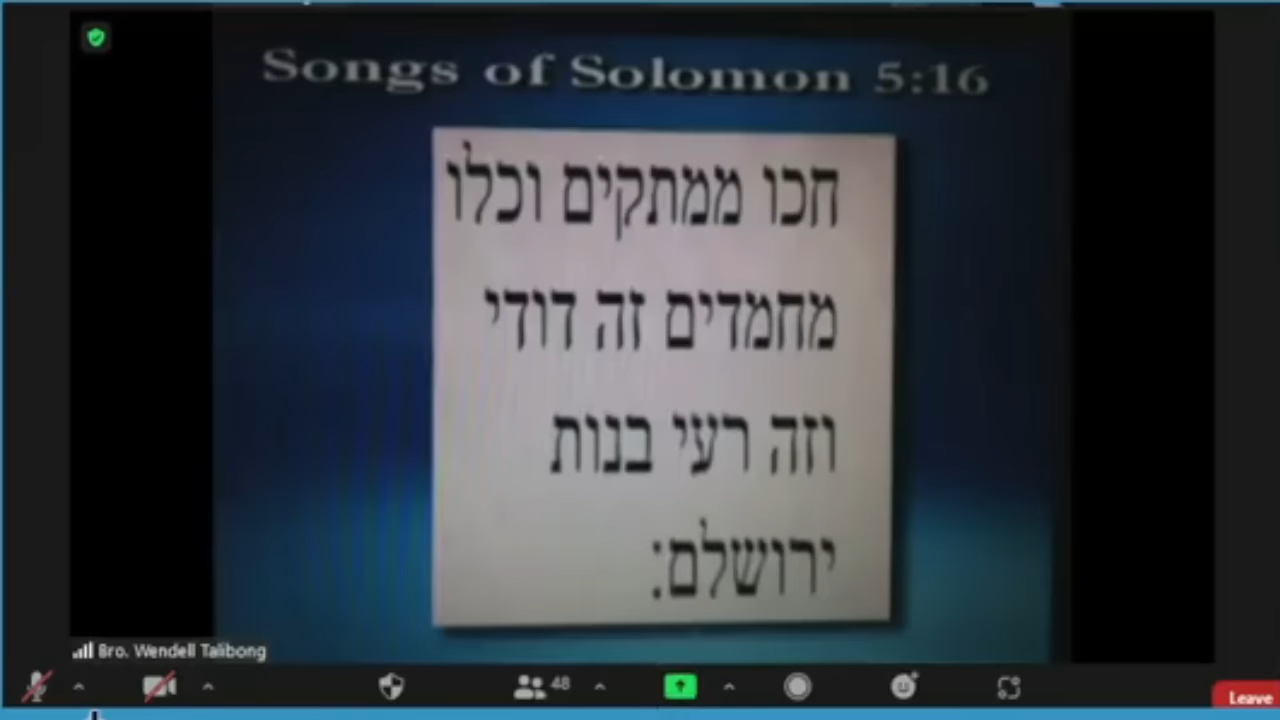 Songs of Solomon 5:16
חכו ממתקים וכלו
מחמדים זה דודי
וזה רעי בנות
ירושלם:
Bro. Wendell Talibong
48
Leave